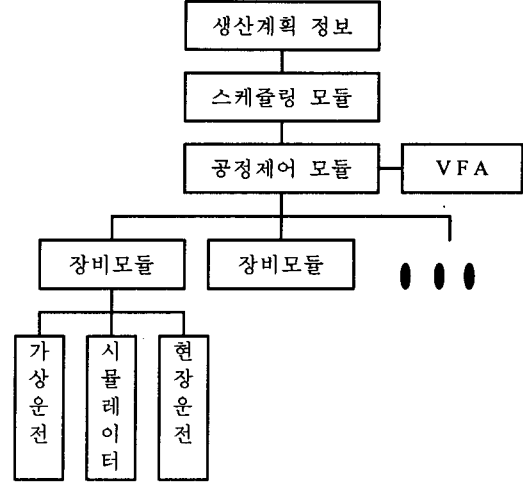 생산계획 정보
스케쥴링 모듈
공정제어 모듈
VFA
장비모듈
장비모듈
가상운전
시뮬레이터
현장운전